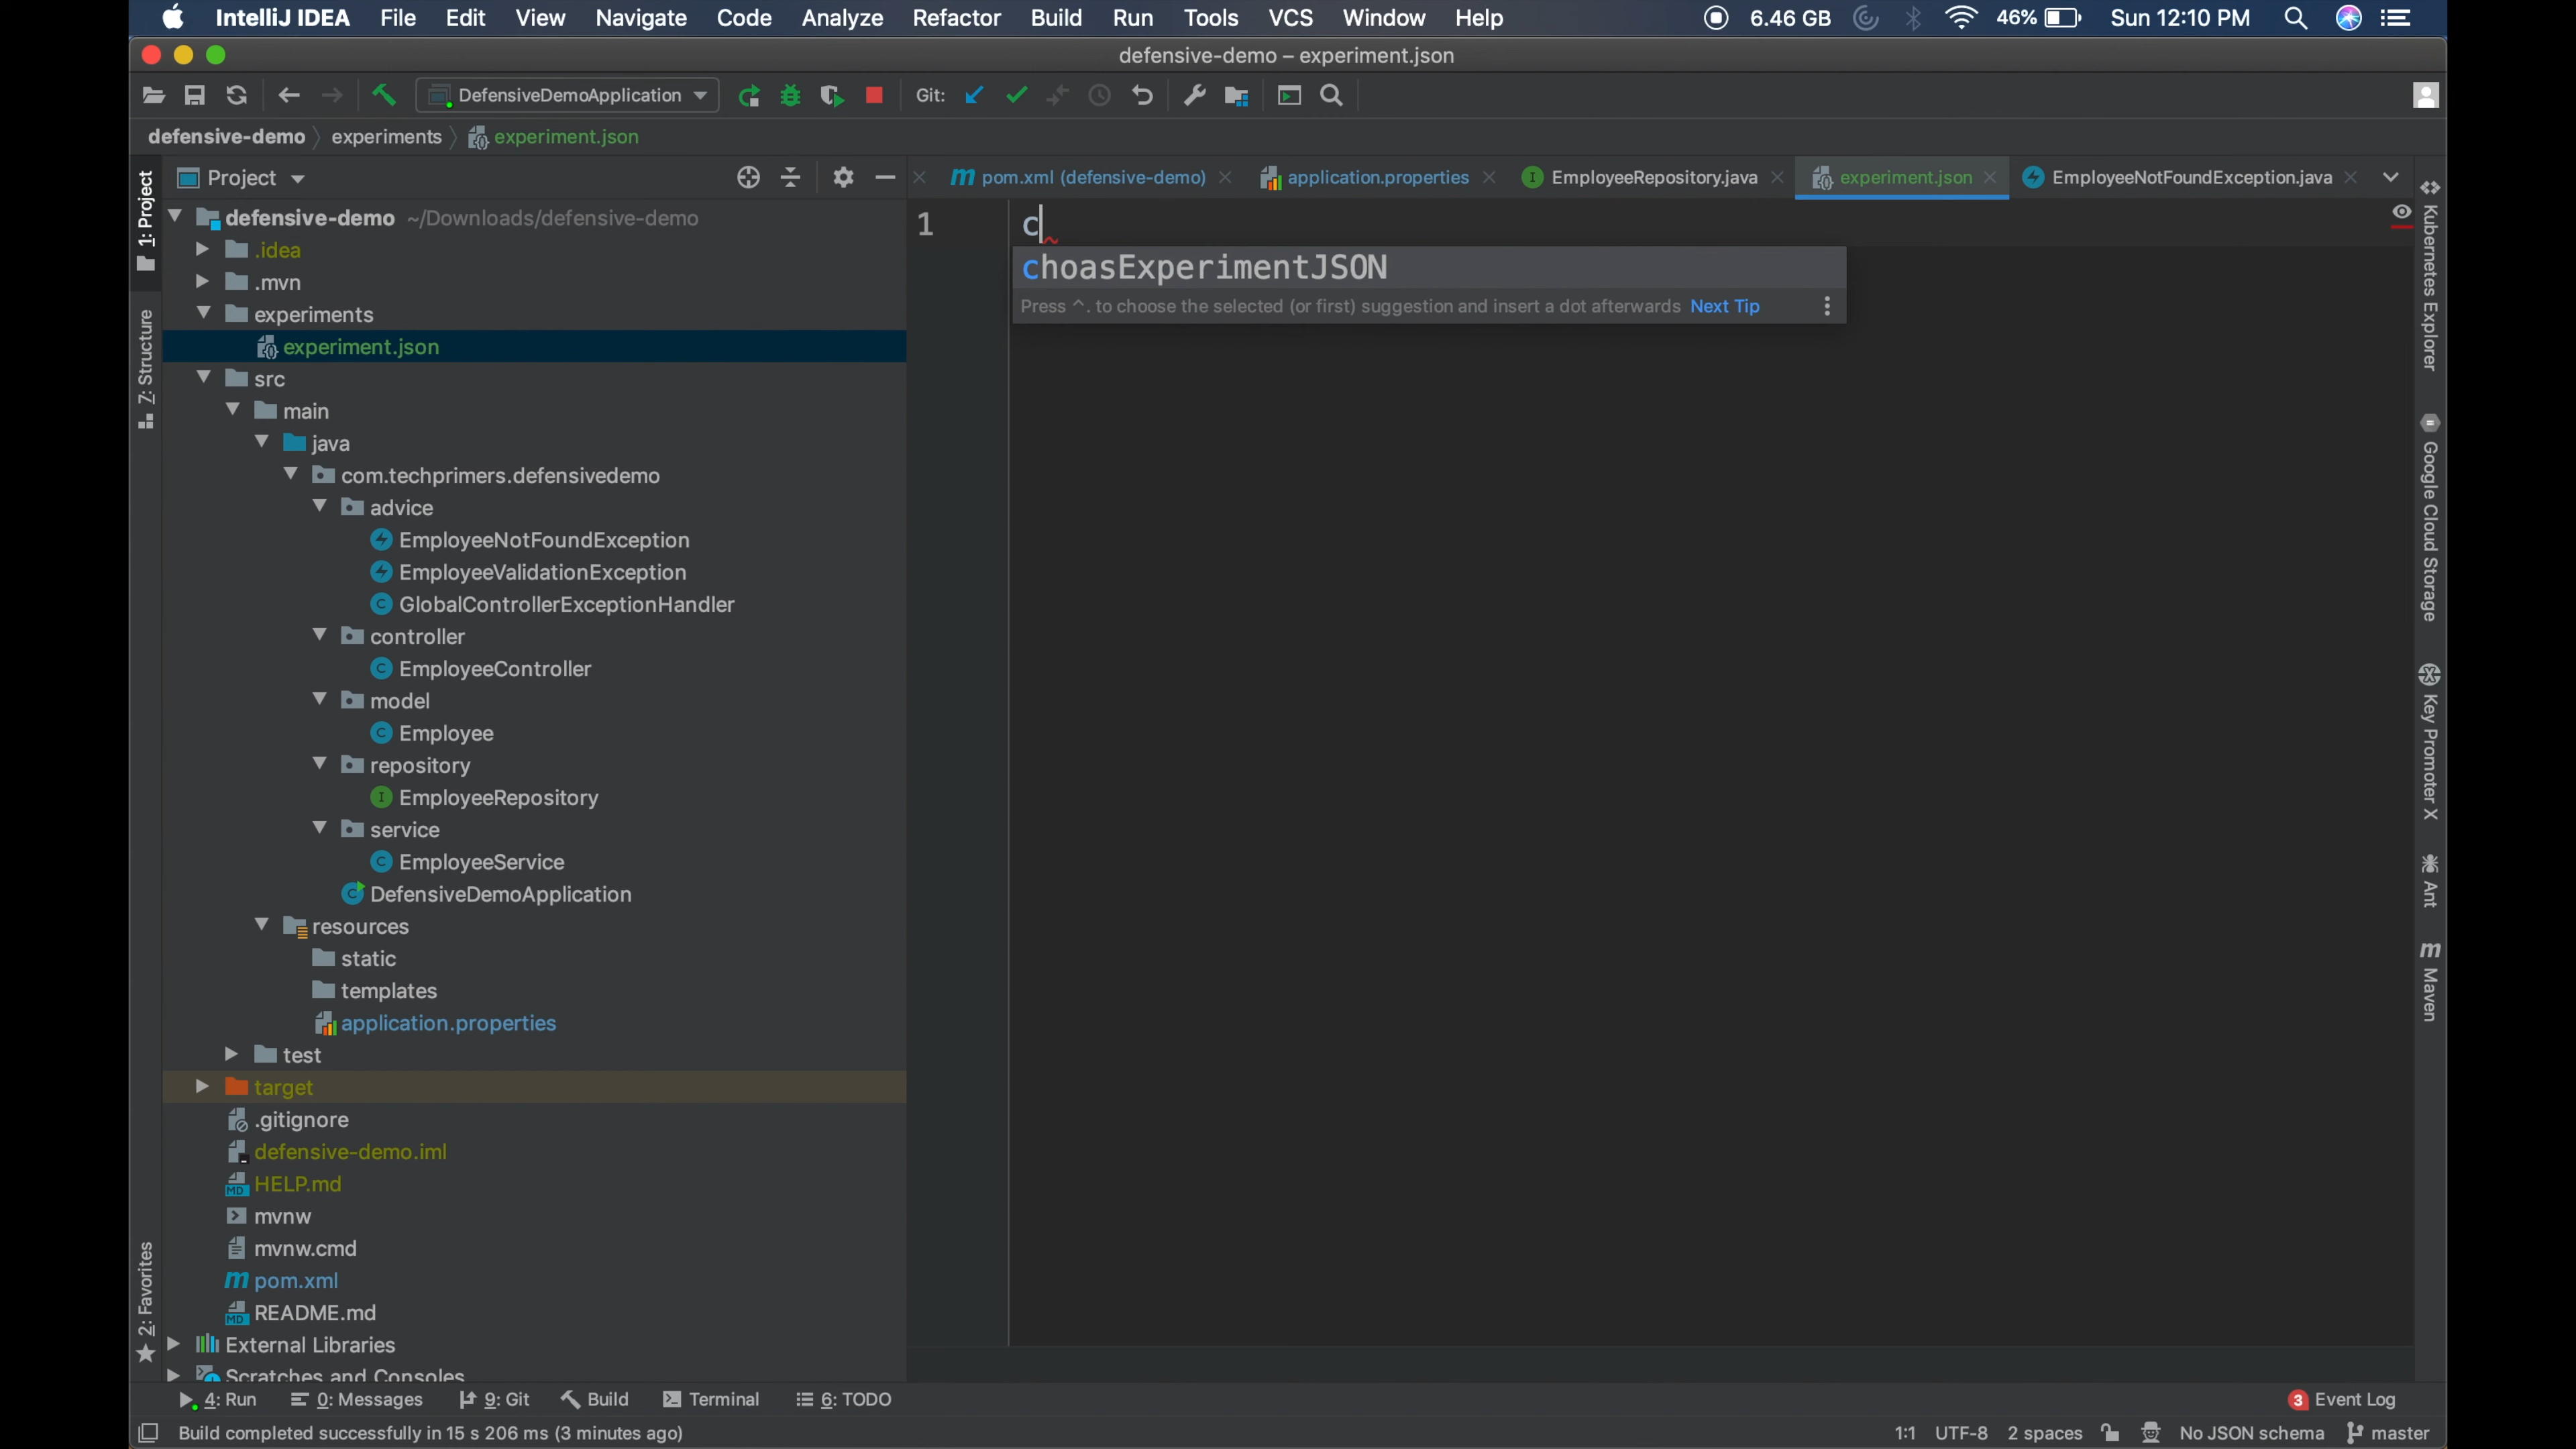 IntelliJ IDEA File Edit View Navigate Code Analyze Refactor Build Run Tools VCS Window Help 6.46 GB 46% Sun 12:10 PM
defensive-demo – experiment.json
DefensiveDemoApplication Git:
defensive-demo experiments experiment.json
Project pom.xml (defensive-demo) application.properties EmployeeRepository.java experiment.json EmployeeNotFoundException.java
1: Project
Z: Structure
2: Favorites
defensive-demo ~/Downloads/defensive-demo
.idea
.mvn
experiments
experiment.json
src
main
java
com.techprimers.defensivedemo
advice
EmployeeNotFoundException
EmployeeValidationException
GlobalControllerExceptionHandler
controller
EmployeeController
model
Employee
repository
EmployeeRepository
service
EmployeeService
DefensiveDemoApplication
resources
static
templates
application.properties
test
target
.gitignore
defensive-demo.iml
HELP.md
mvnw
mvnw.cmd
pom.xml
README.md
External Libraries
Scratches and Consoles
1 c
choasExperimentJSON
Press ^. to choose the selected (or first) suggestion and insert a dot afterwards Next Tip
Kubernetes Explorer
Google Cloud Storage
Key Promoter X
Ant
Maven
4: Run 0: Messages 9: Git Build Terminal 6: TODO 3 Event Log
Build completed successfully in 15 s 206 ms (3 minutes ago) 1:1 UTF-8 2 spaces No JSON schema master